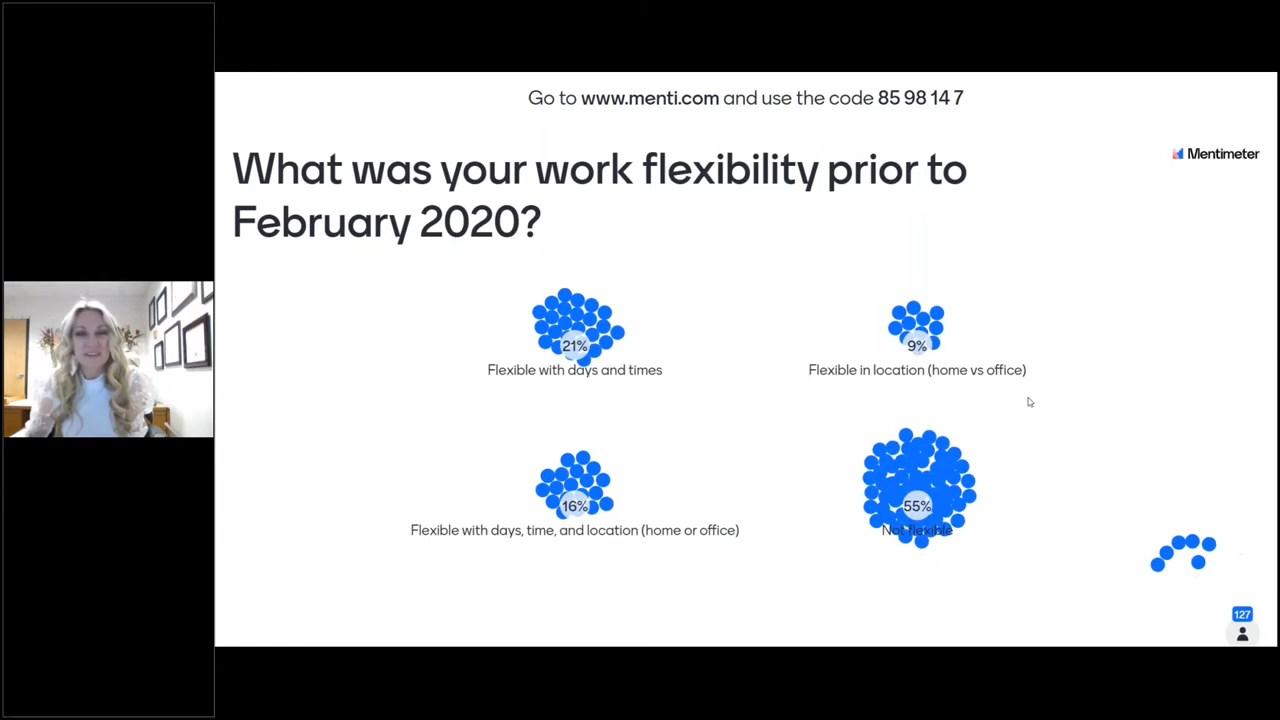 Go to www.menti.com and use the code 85 98 14 7
Mentimeter
What was your work flexibility prior to
February 2020?
21%
Flexible with days and times
9%
Flexible in location (home vs office)
16%
Flexible with days, time, and location (home or office)
55%
Not flexible
127